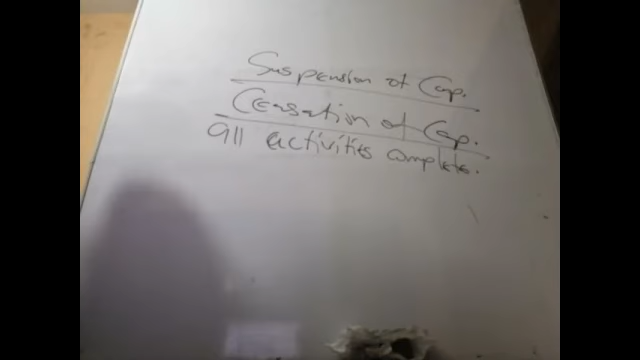 Suspension of Cap.
Cessation of Cap.
All activities complete.